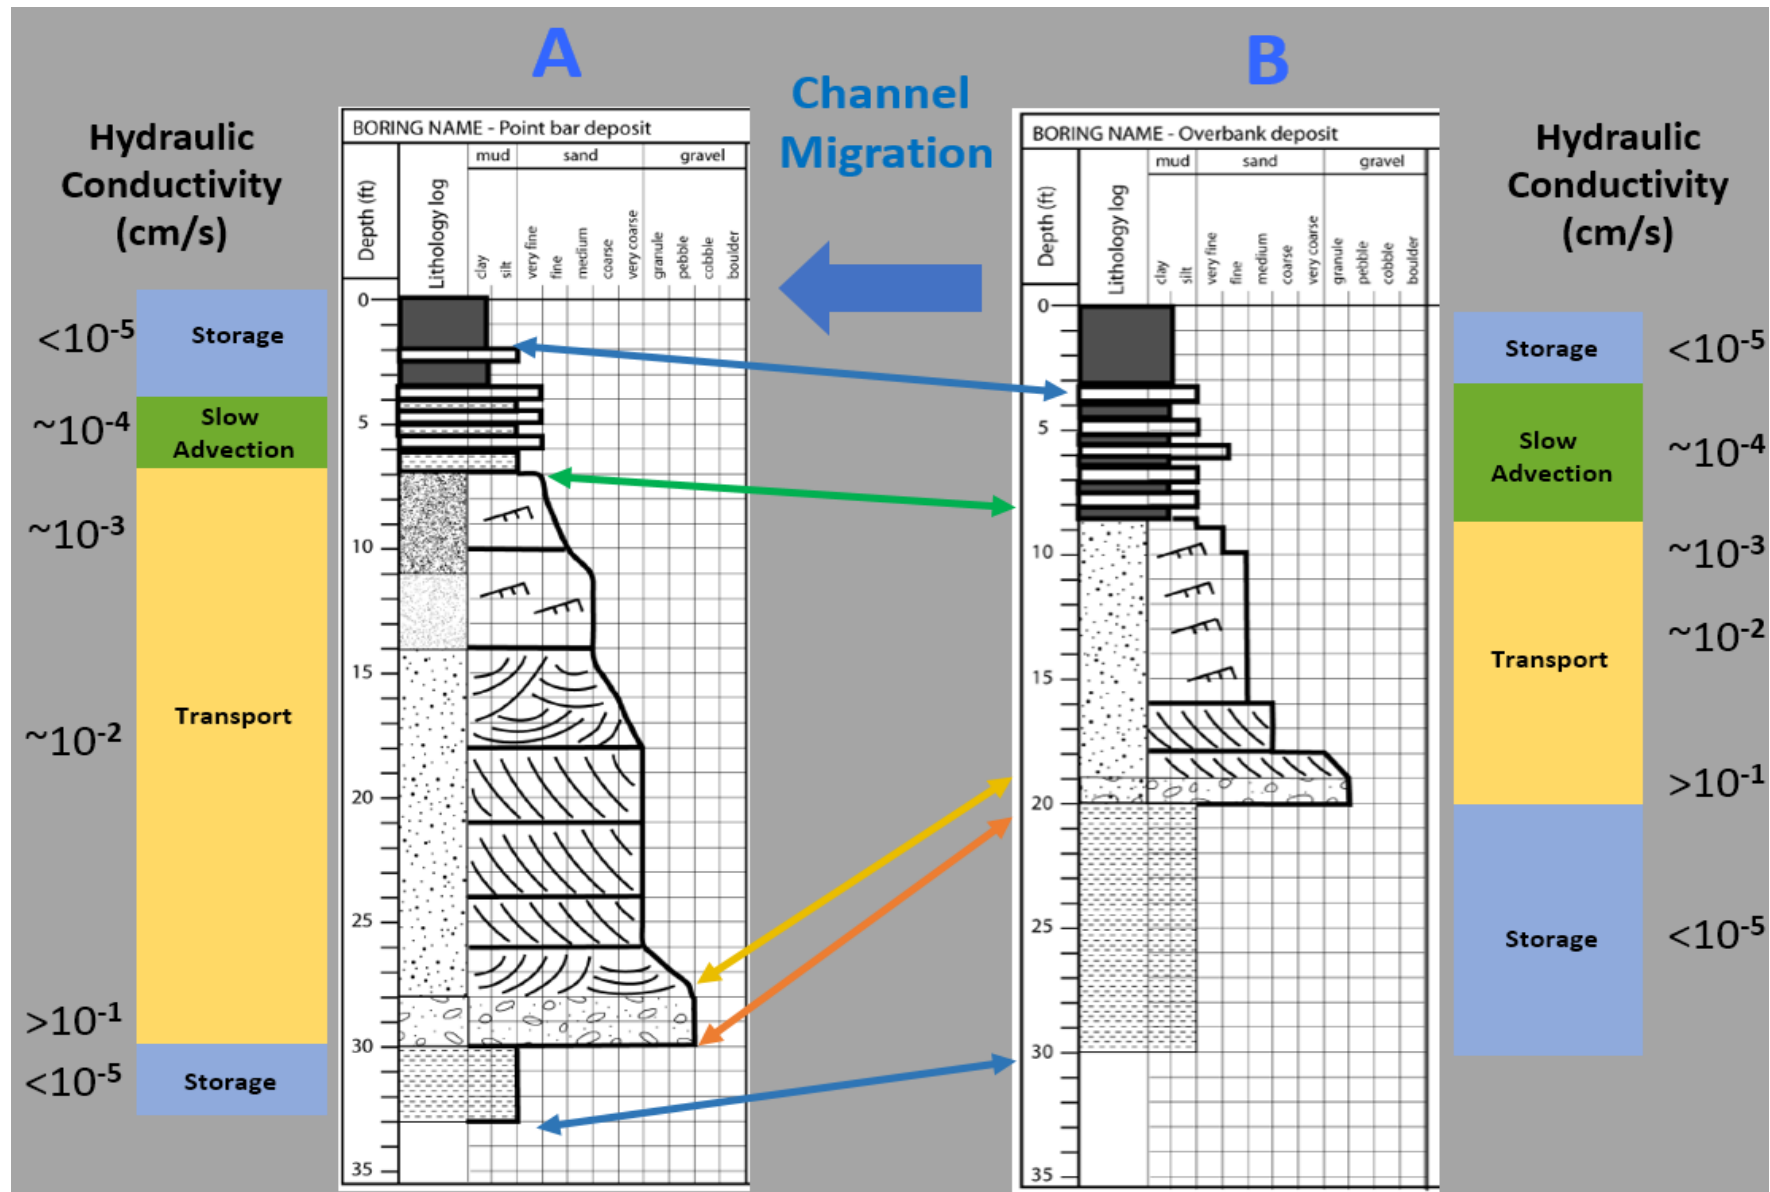 A
B
Channel
Migration
Hydraulic
Conductivity
(cm/s)
<10-5
~10-4
~10-3
~10-2
>10-1
<10-5
Storage
Slow
Advection
Transport
Storage
BORING NAME - Point bar deposit
Depth (ft)
Lithology log
mud
sand
gravel
clay
silt
very fine
fine
medium
coarse
very coarse
granule
pebble
cobble
boulder
0
5
10
15
20
25
30
35
BORING NAME - Overbank deposit
Depth (ft)
Lithology log
mud
sand
gravel
clay
silt
very fine
fine
medium
coarse
very coarse
granule
pebble
cobble
boulder
0
5
10
15
20
25
30
35
Storage
Slow
Advection
Transport
Storage
Hydraulic
Conductivity
(cm/s)
<10-5
~10-4
~10-3
~10-2
>10-1
<10-5